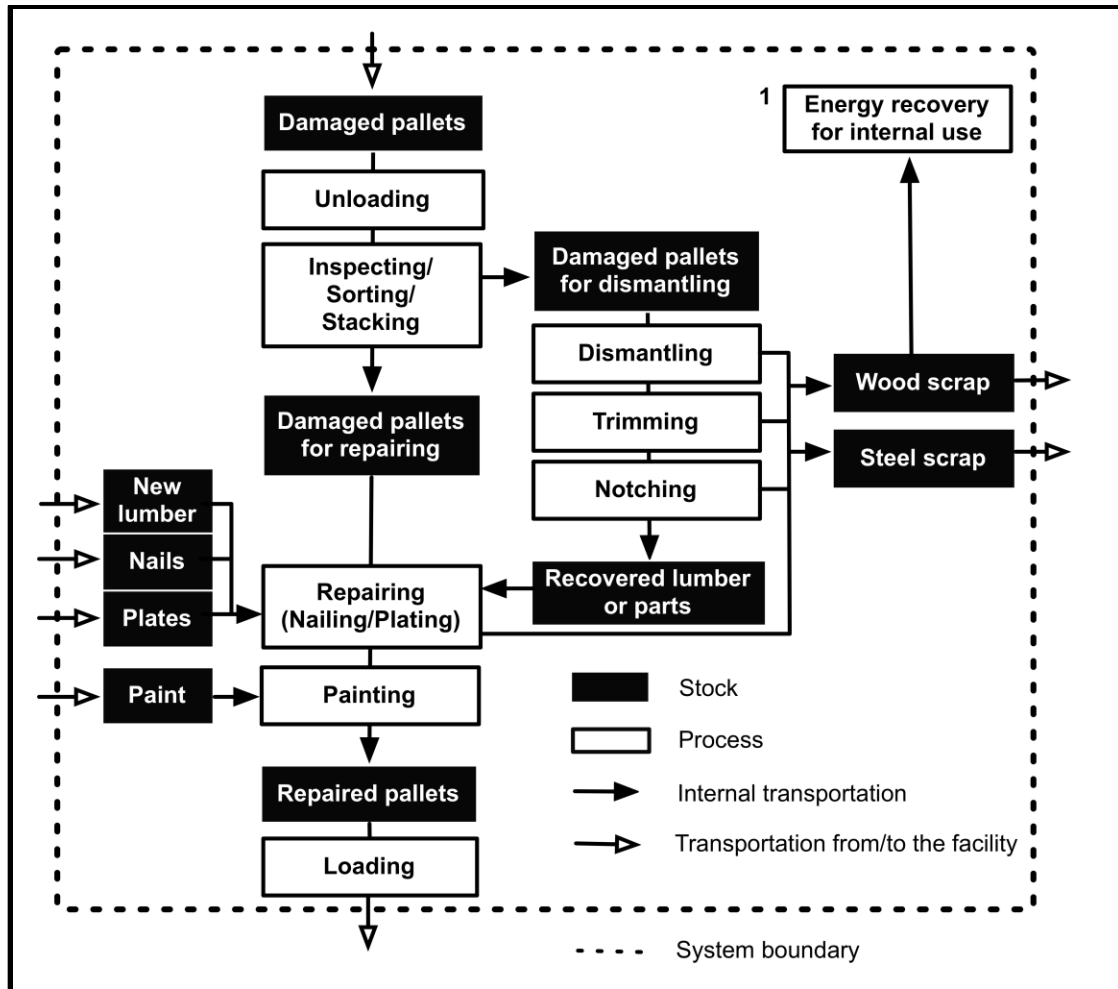 Damaged pallets
Unloading
Inspecting/
Sorting/
Stacking
Damaged pallets
for repairing
1
Energy recovery
for internal use
Damaged pallets
for dismantling
Dismantling
Trimming
Notching
Recovered lumber
or parts
Wood scrap
Steel scrap
New
lumber
Nails
Plates
Repairing
(Nailing/Plating)
Paint
Painting
Repaired pallets
Loading
Stock
Process
Internal transportation
Transportation from/to the facility
System boundary